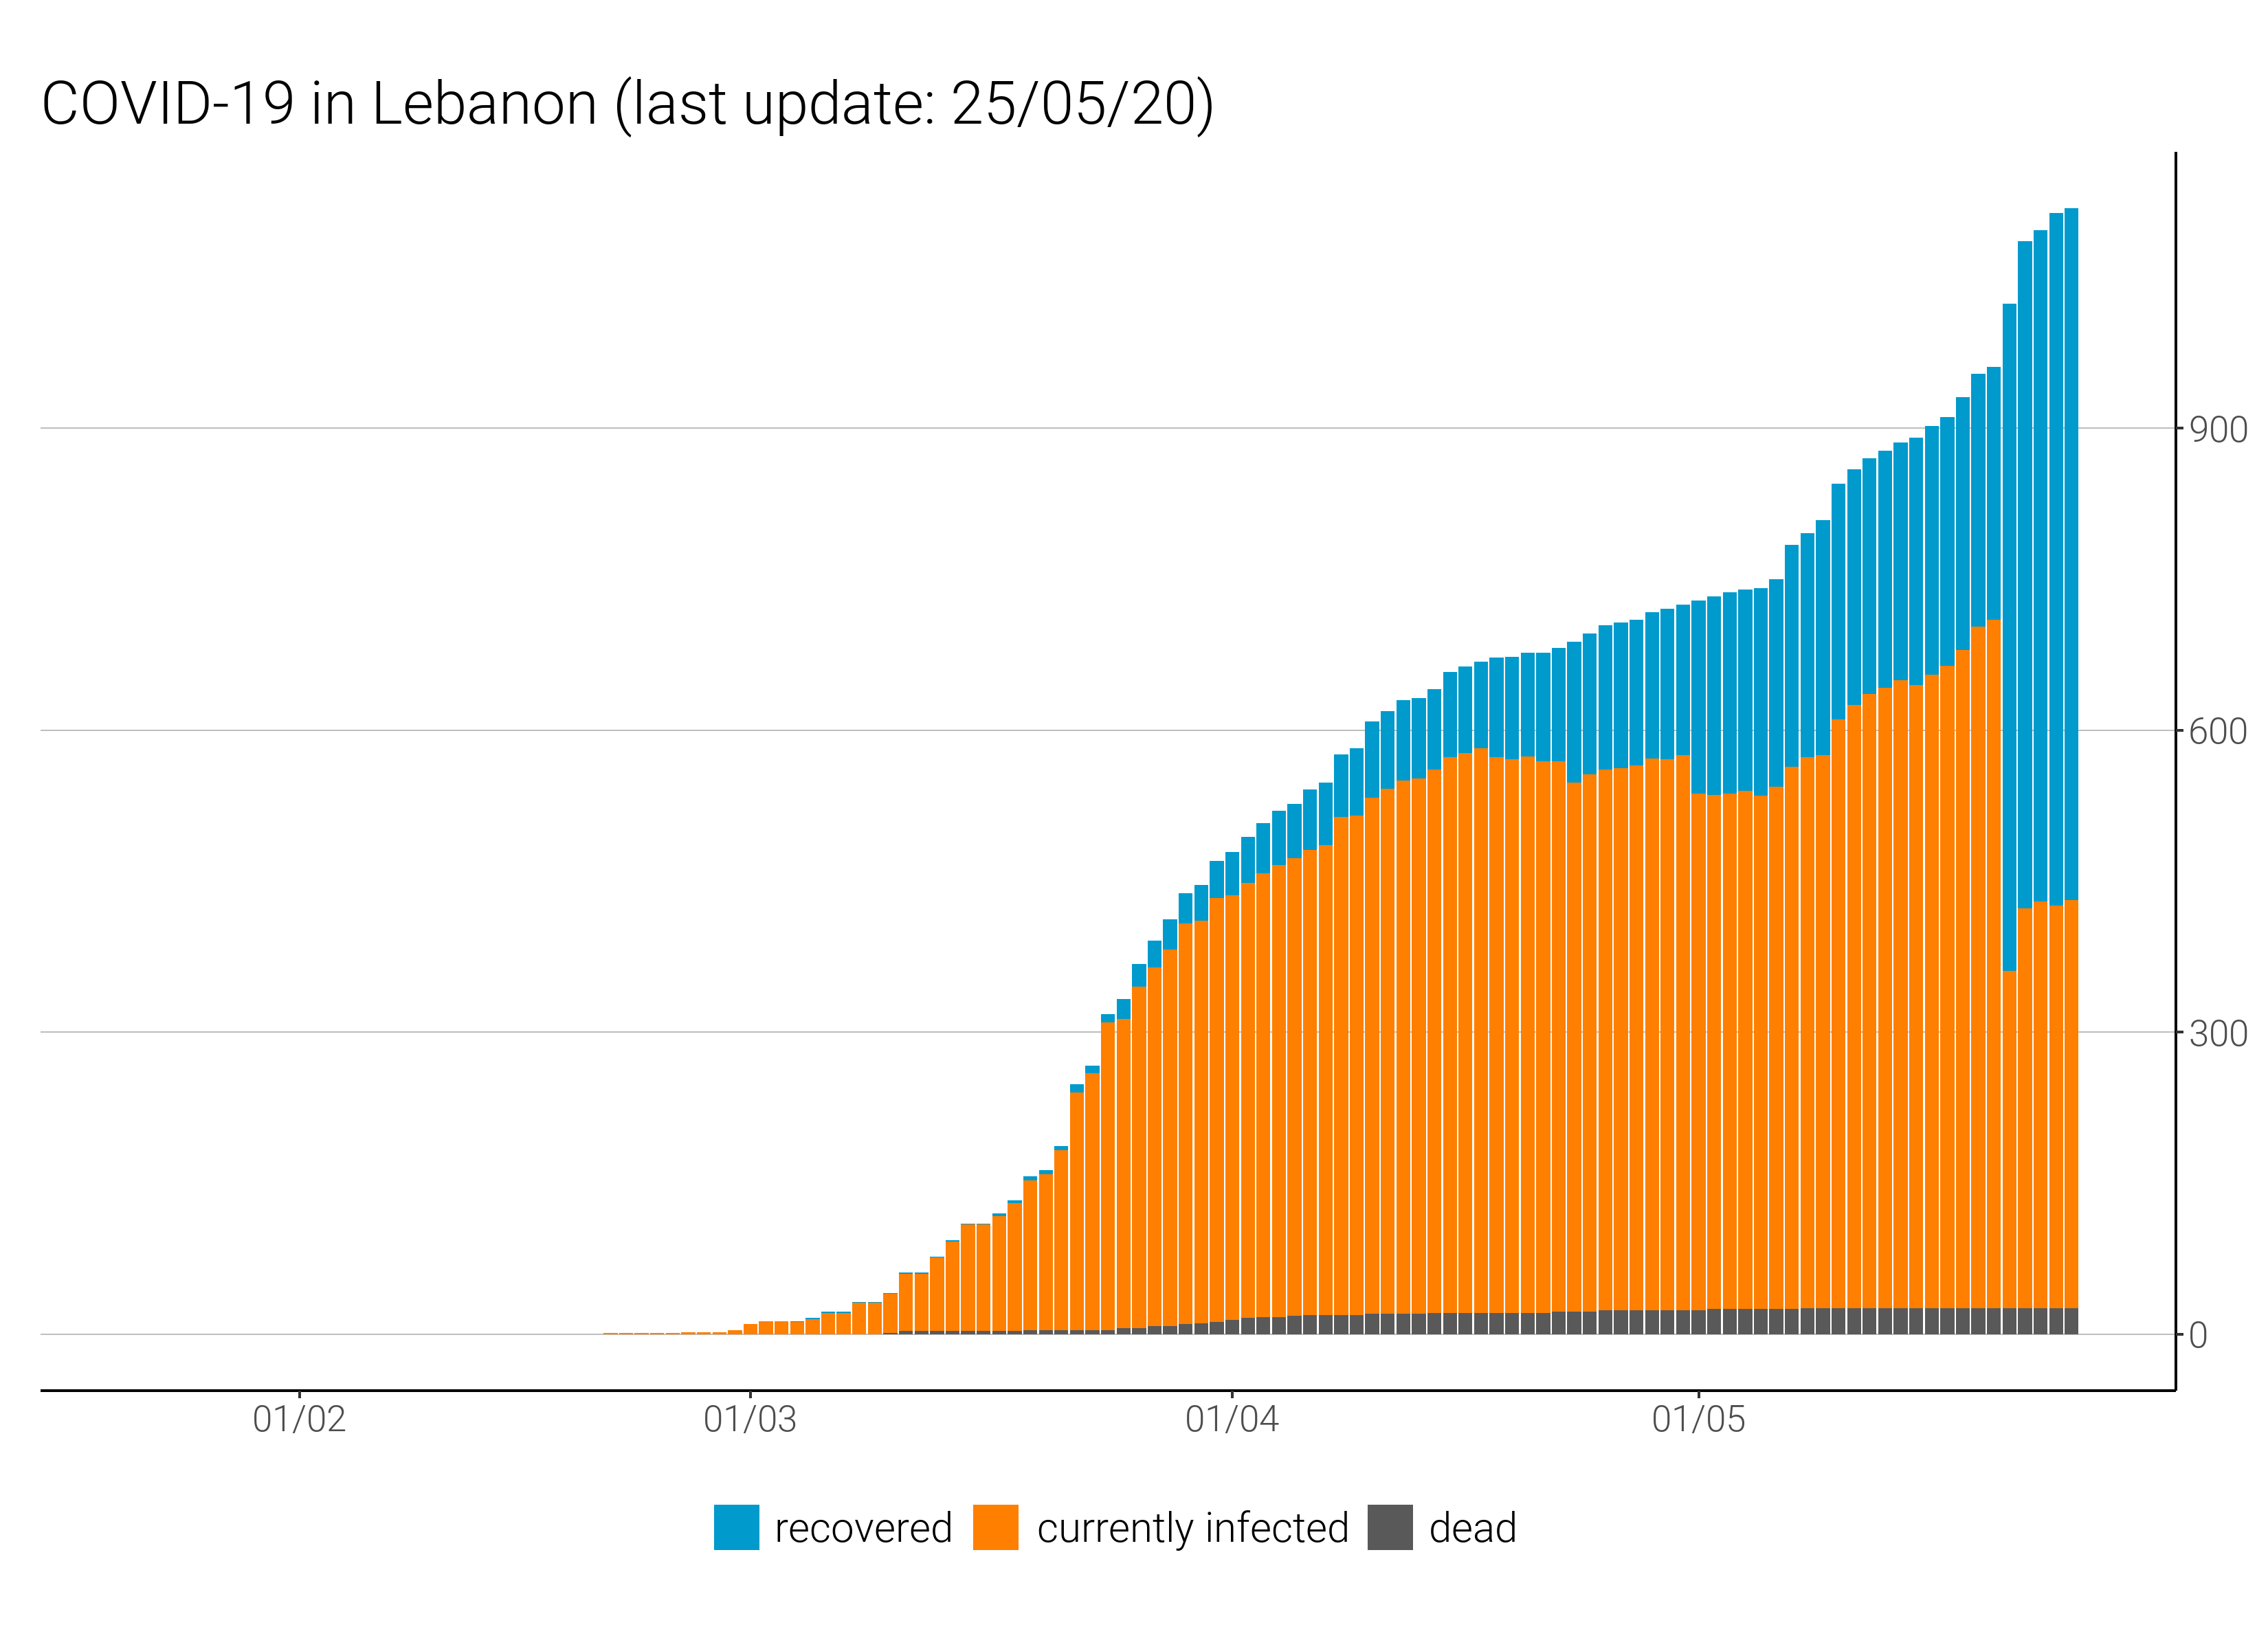 COVID-19 in Lebanon (last update: 25/05/20)
900
600
300
0
01/02 01/03 01/04 01/05
recovered currently infected dead